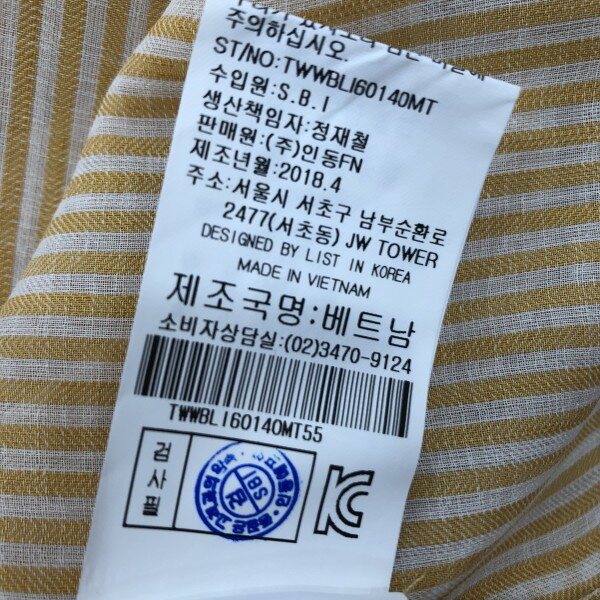 주의하십시오.
ST/NO:TWWBLI60140MT
수입원:S.B.I
생산책임자:정재철
판매원:(주)인동FN
제조년월:2018.4
주소:서울시 서초구 남부순환로
2477(서초동) JW TOWER
DESIGNED BY LIST IN KOREA
MADE IN VIETNAM
제조국명:베트남
소비자상담실:(02)3470-9124
TWWBLI60140MT55
검사필
BS
KC